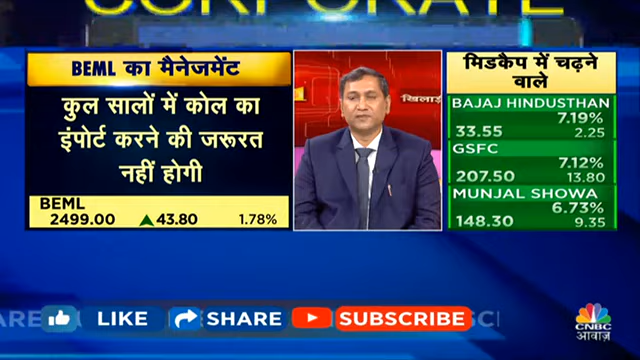 CORPORATE
BEML का मैनेजमेंट
कुल सालों में कोल का
इंपोर्ट करने की जरूरत
नहीं होगी
BEML
2499.00 43.80 1.78%
खिलाड़
मिडकैप में चढ़ने
वाले
BAJAJ HINDUSTHAN
7.19%
33.55 2.25
GSFC
7.12%
207.50 13.80
MUNJAL SHOWA
6.73%
148.30 9.35
LIKE SHARE SUBSCRIBE
CNBC
आवाज़